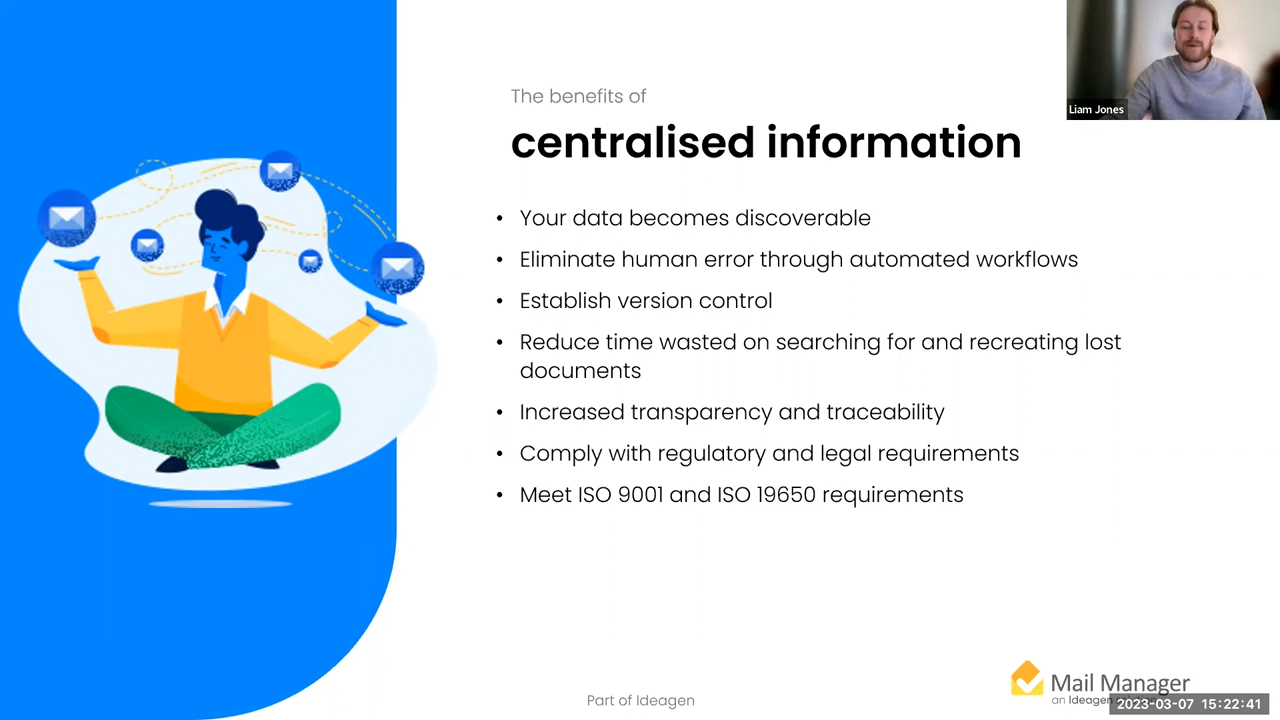 The benefits of
centralised information
Liam Jones
• Your data becomes discoverable
• Eliminate human error through automated workflows
• Establish version control
• Reduce time wasted on searching for and recreating lost
documents
• Increased transparency and traceability
• Comply with regulatory and legal requirements
• Meet ISO 9001 and ISO 19650 requirements
Part of Ideagen
Mail Manager
an Ideagen
2023-03-07 15:22:41